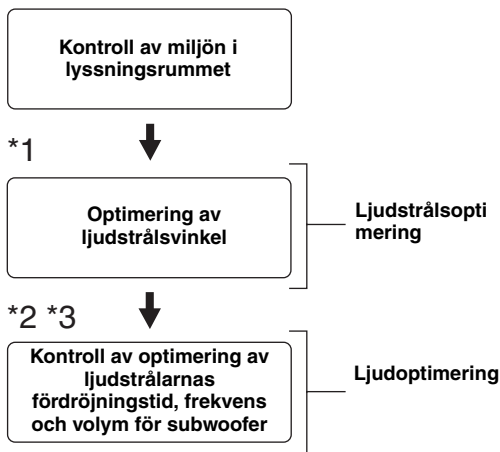 Kontroll av miljön i
lyssningsrummet
*1
Optimering av
ljudstrålsvinkel
Ljudstrålsopti
mering
*2 *3
Kontroll av optimering av
ljudstrålarnas
fördröjningstid, frekvens
och volym för subwoofer
Ljudoptimering